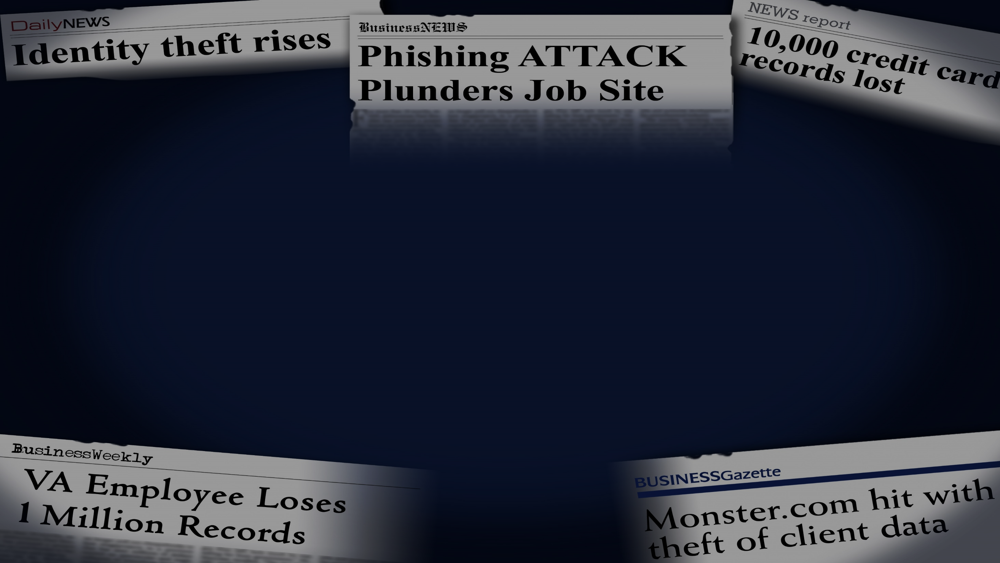 DailyNEWS
Identity theft rises
BusinessNEWS
Phishing ATTACK
Plunders Job Site
NEWS report
10,000 credit card
records lost
BusinessWeekly
VA Employee Loses
1 Million Records
BUSINESSGazette
Monster.com hit with
theft of client data